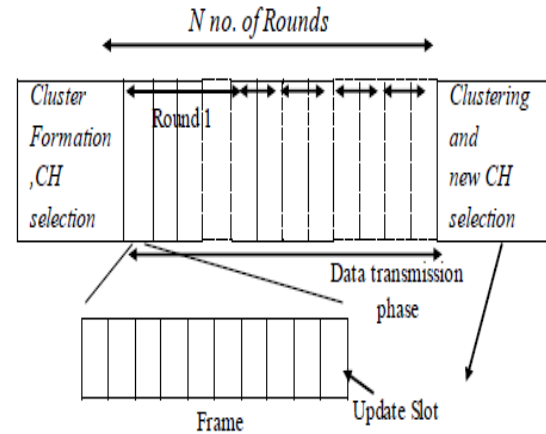 N no. of Rounds
Cluster
Formation
,CH
selection
Round 1
Clustering
and
new CH
selection
Data transmission
phase
Update Slot
Frame